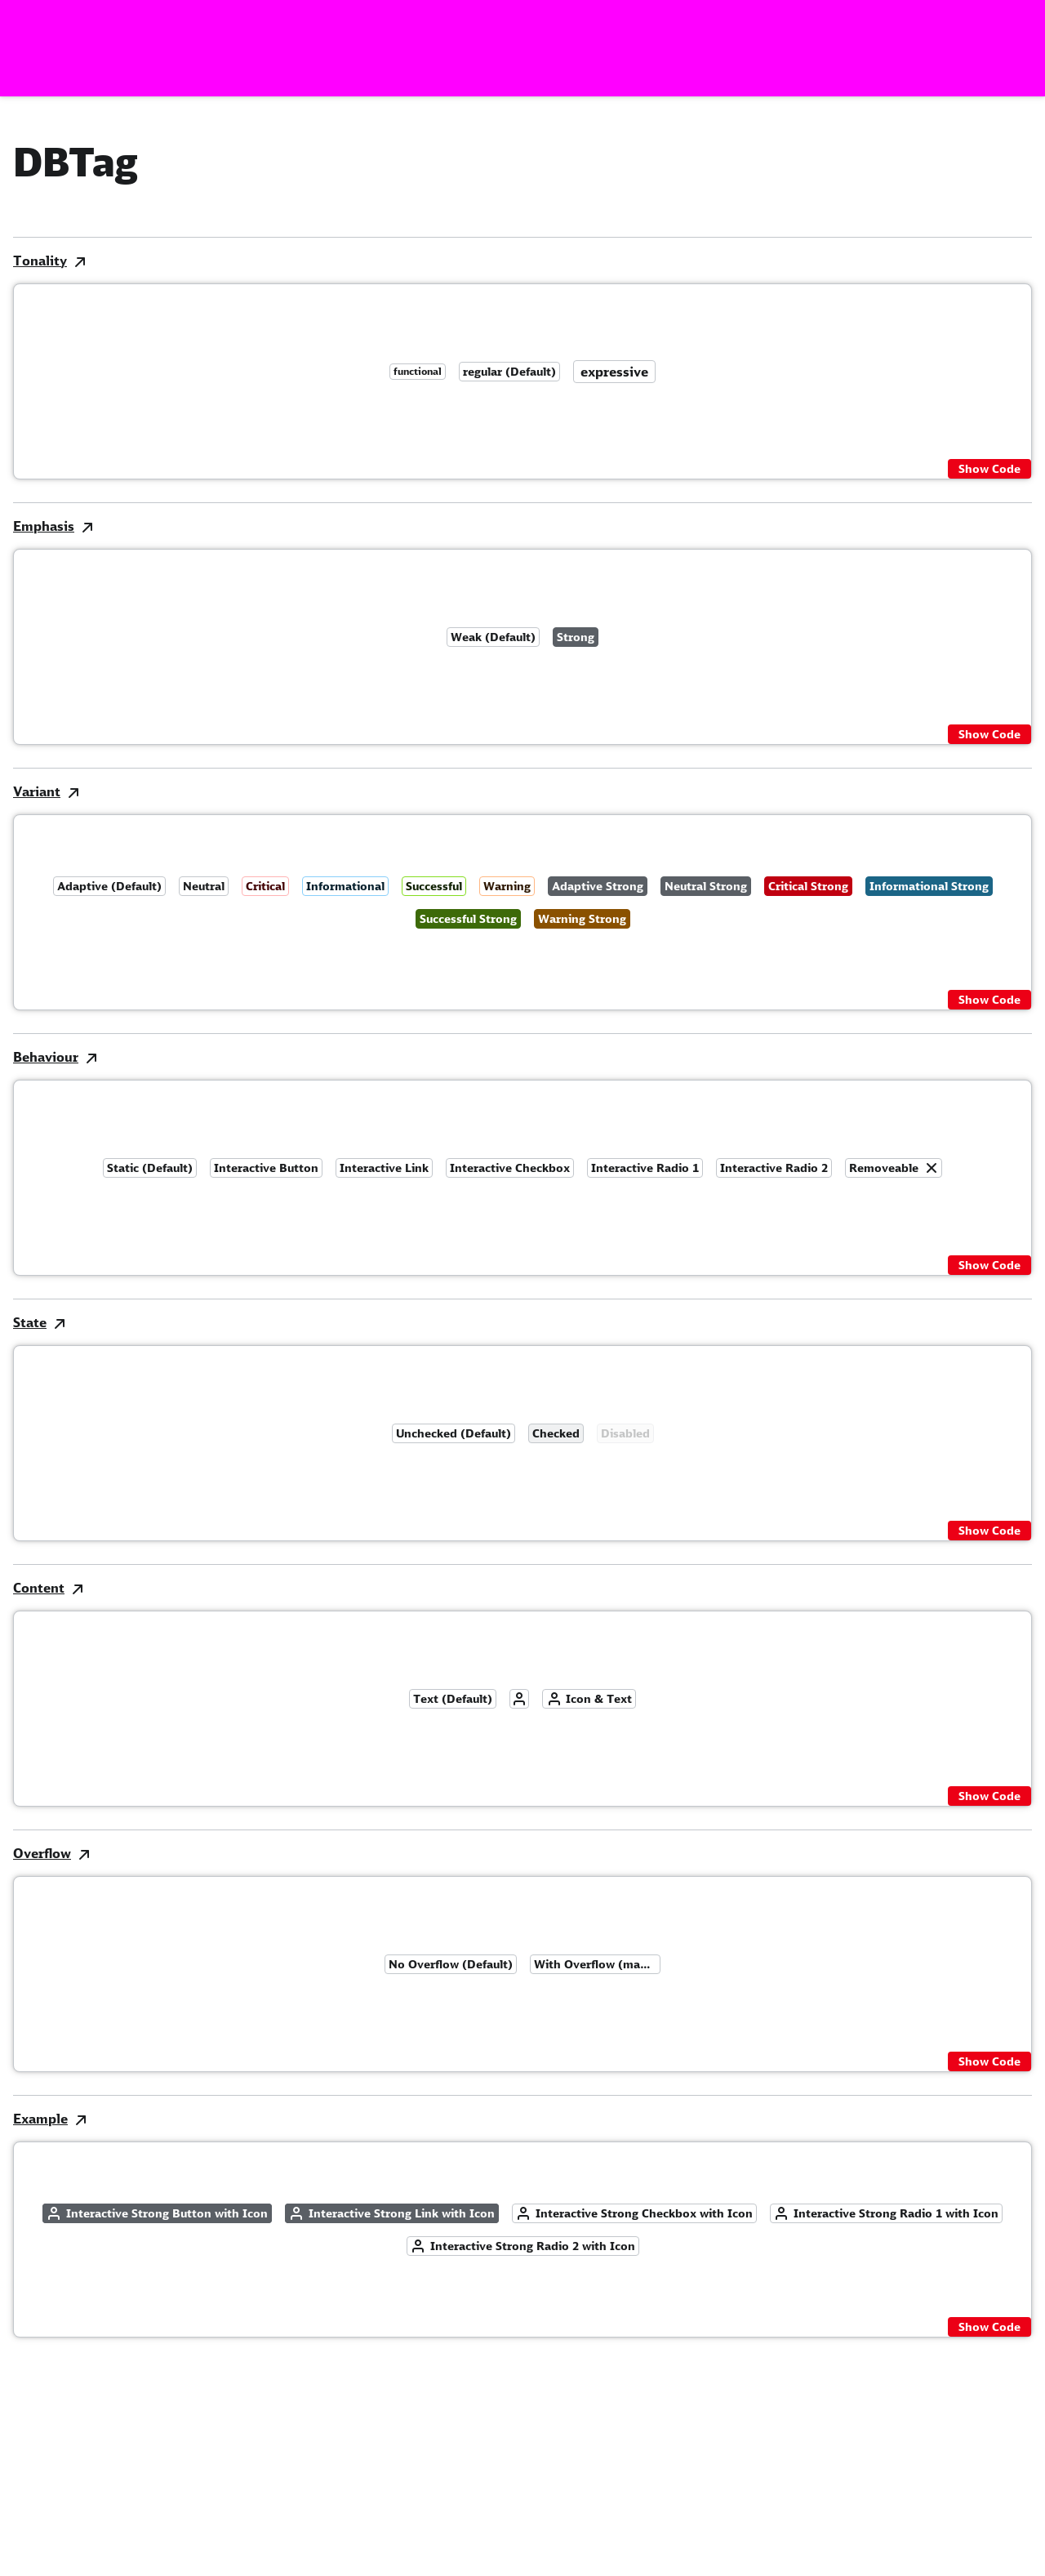 DBTag
Tonality
functional regular (Default) expressive
Show Code
Emphasis
Weak (Default) Strong
Show Code
Variant
Adaptive (Default) Neutral Critical Informational Successful Warning Adaptive Strong Neutral Strong Critical Strong Informational Strong
Successful Strong Warning Strong
Show Code
Behaviour
Static (Default) Interactive Button Interactive Link Interactive Checkbox Interactive Radio 1 Interactive Radio 2 Removeable
Show Code
State
Unchecked (Default) Checked Disabled
Show Code
Content
Text (Default) Icon & Text
Show Code
Overflow
No Overflow (Default) With Overflow (ma...
Show Code
Example
Interactive Strong Button with Icon Interactive Strong Link with Icon Interactive Strong Checkbox with Icon Interactive Strong Radio 1 with Icon
Interactive Strong Radio 2 with Icon
Show Code